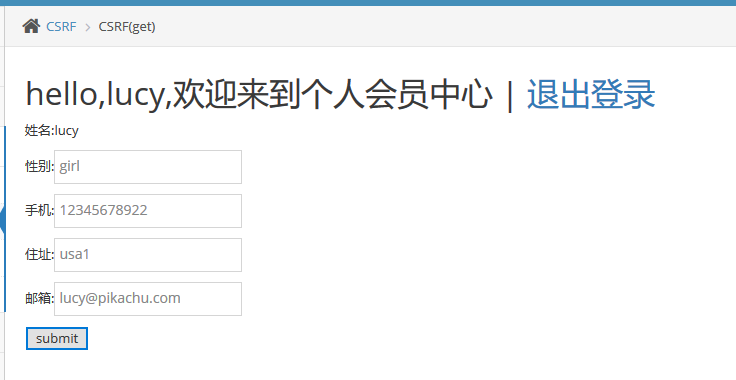 CSRF > CSRF(get)
hello,lucy,欢迎来到个人会员中心 | 退出登录
姓名:lucy
性别: girl
手机: 12345678922
住址: usa1
邮箱: lucy@pikachu.com
submit